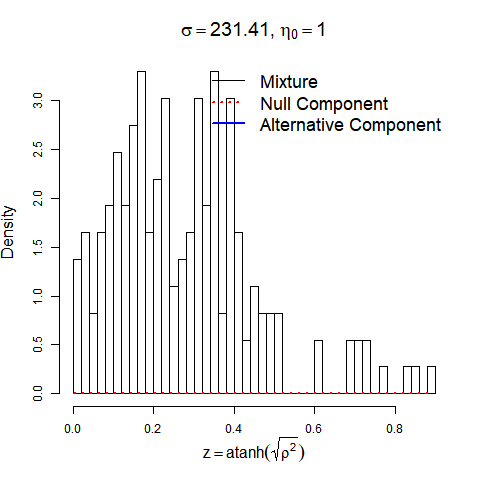 σ = 231.41, η₀ = 1
Mixture
Null Component
Alternative Component
Density
3.0
2.5
2.0
1.5
1.0
0.5
0.0
0.0 0.2 0.4 0.6 0.8
z = atanh(√ρ²)